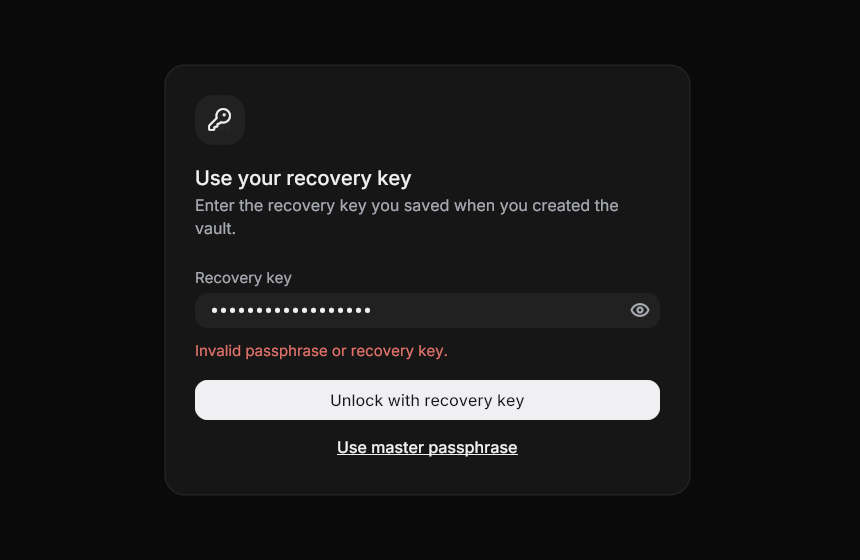 Use your recovery key
Enter the recovery key you saved when you created the
vault.
Recovery key
••••••••••••••••••
Invalid passphrase or recovery key.
Unlock with recovery key
Use master passphrase